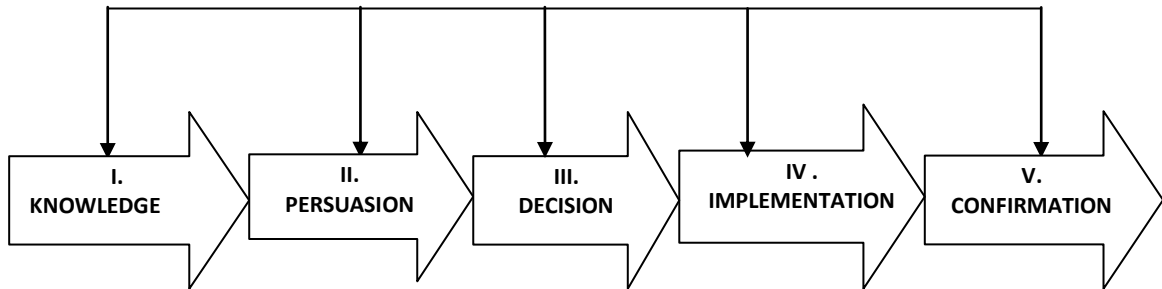 I.
KNOWLEDGE
II.
PERSUASION
III.
DECISION
IV .
IMPLEMENTATION
V.
CONFIRMATION